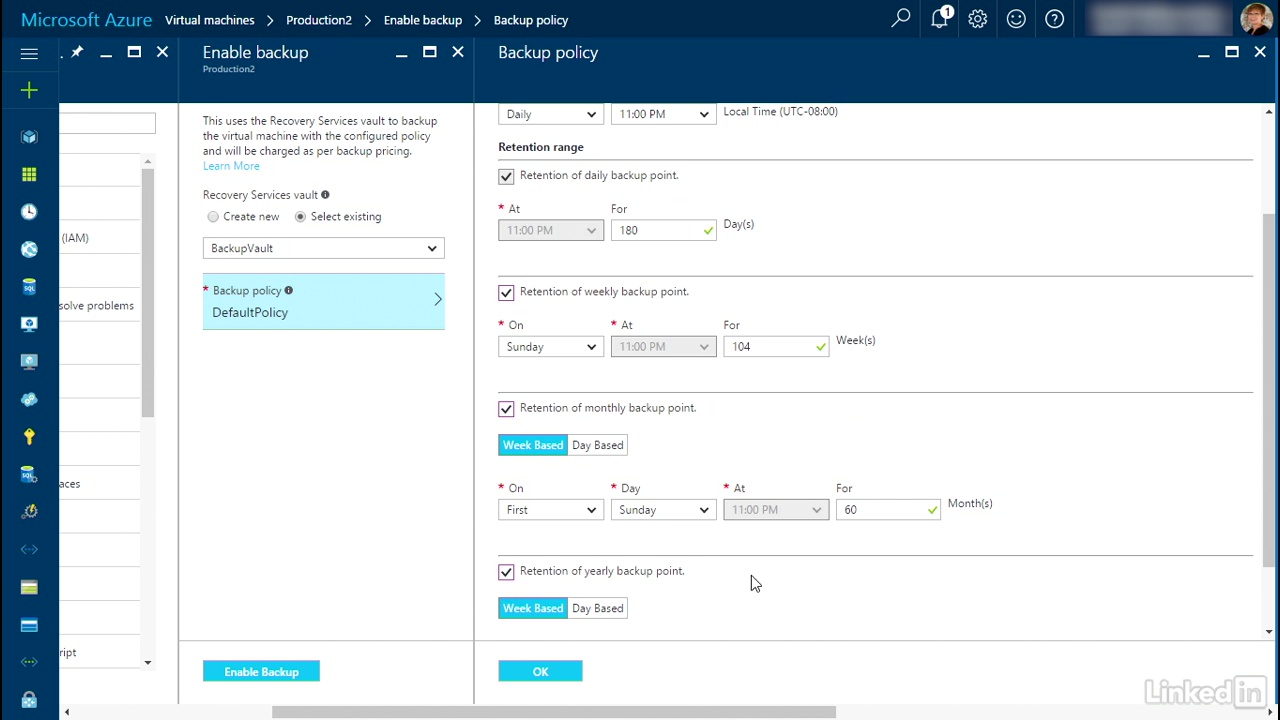 Microsoft Azure Virtual machines > Production2 > Enable backup > Backup policy
1
Enable backup
Production2
Backup policy
This uses the Recovery Services vault to backup
the virtual machine with the configured policy
and will be charged as per backup pricing.
Learn More
Recovery Services vault
Create new Select existing
BackupVault
* Backup policy
DefaultPolicy
Enable Backup
(IAM)
solve problems
aces
ript
Daily 11:00 PM Local Time (UTC-08:00)
Retention range
Retention of daily backup point.
* At For
11:00 PM 180 Day(s)
Retention of weekly backup point.
* On * At For
Sunday 11:00 PM 104 Week(s)
Retention of monthly backup point.
Week Based Day Based
* On * Day * At For
First Sunday 11:00 PM 60 Month(s)
Retention of yearly backup point.
Week Based Day Based
OK
LinkedIn